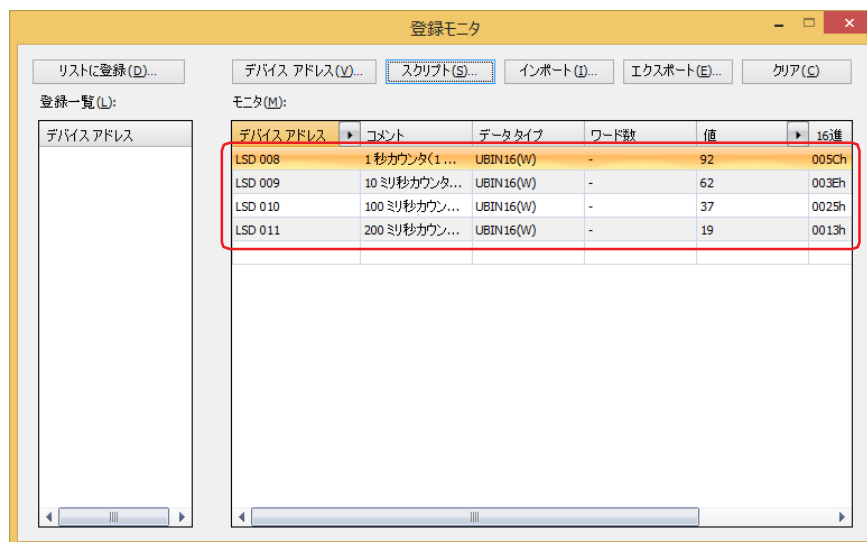 登録モニタ
リストに登録(D)... デバイス アドレス(V)... スクリプト(S)... インポート(I)... エクスポート(E)... クリア(C)
登録一覧(L): モニタ(M):
デバイス アドレス デバイス アドレス コメント データ タイプ ワード数 値 16進
LSD 008 1 秒カウンタ(1 ... UBIN16(W) - 92 005Ch
LSD 009 10 ミリ秒カウンタ... UBIN16(W) - 62 003Eh
LSD 010 100 ミリ秒カウン... UBIN16(W) - 37 0025h
LSD 011 200 ミリ秒カウン... UBIN16(W) - 19 0013h